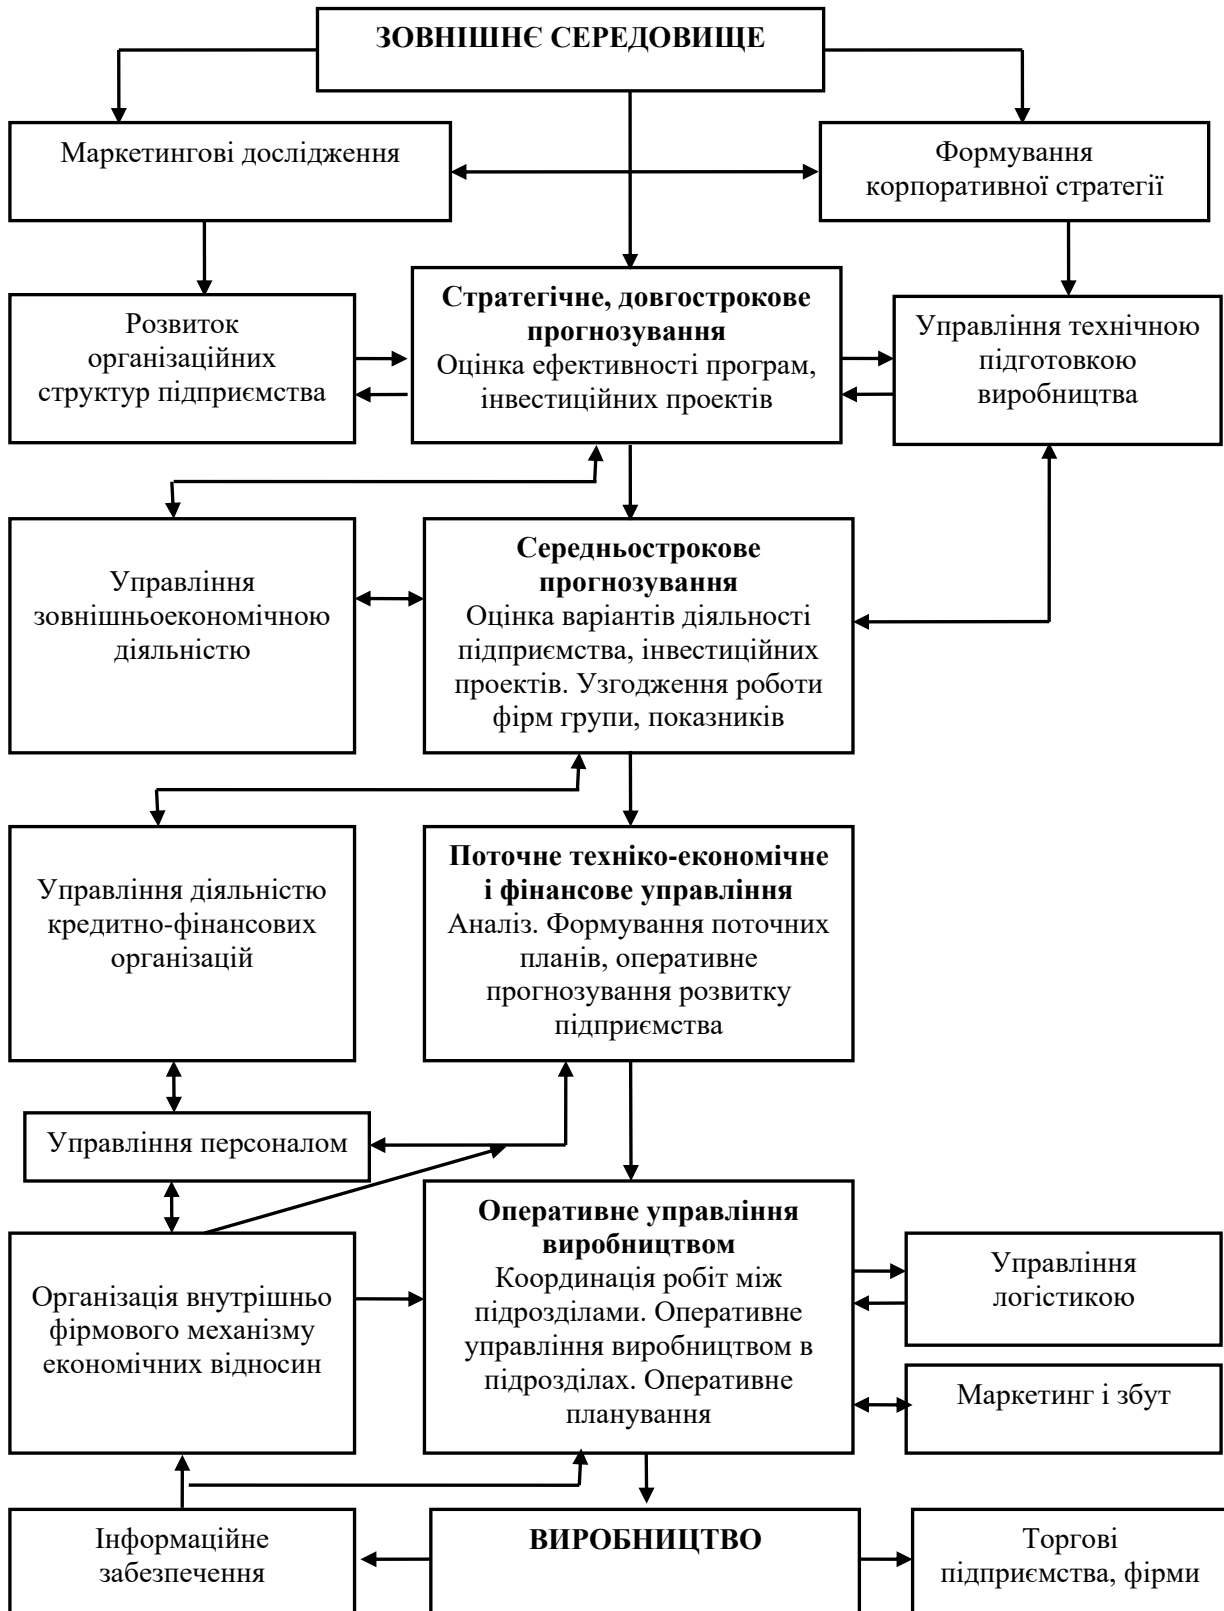 ЗОВНІШНЄ СЕРЕДОВИЩЕ
Маркетингові дослідження
Формування
корпоративної стратегії
Розвиток
організаційних
структур підприємства
Стратегічне, довгострокове
прогнозування
Оцінка ефективності програм,
інвестиційних проектів
Управління технічною
підготовкою
виробництва
Управління
зовнішньоекономічною
діяльністю
Середньострокове
прогнозування
Оцінка варіантів діяльності
підприємства, інвестиційних
проектів. Узгодження роботи
фірм групи, показників
Управління діяльністю
кредитно-фінансових
організацій
Поточне техніко-економічне
і фінансове управління
Аналіз. Формування поточних
планів, оперативне
прогнозування розвитку
підприємства
Управління персоналом
Організація внутрішньо
фірмового механізму
економічних відносин
Оперативне управління
виробництвом
Координація робіт між
підрозділами. Оперативне
управління виробництвом в
підрозділах. Оперативне
планування
Управління
логістикою
Маркетинг і збут
Інформаційне
забезпечення
ВИРОБНИЦТВО
Торгові
підприємства, фірми